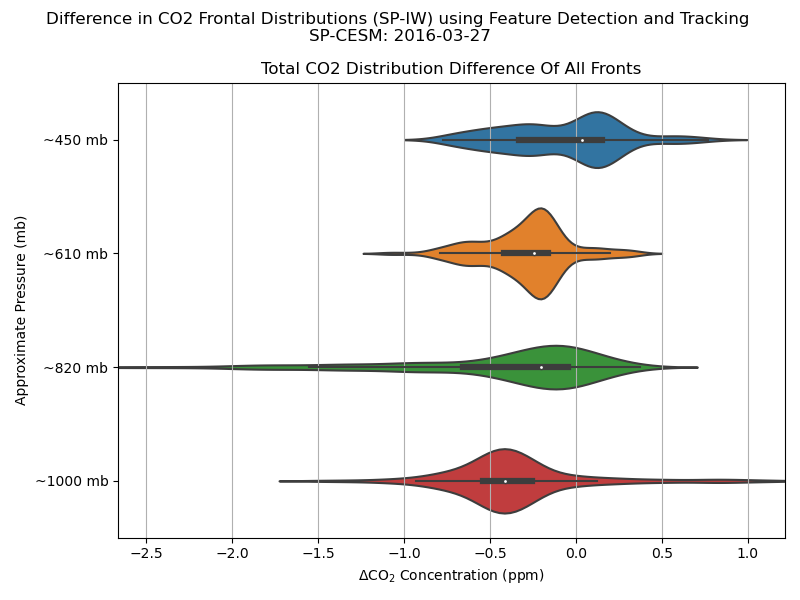 Difference in CO2 Frontal Distributions (SP-IW) using Feature Detection and Tracking
SP-CESM: 2016-03-27
Total CO2 Distribution Difference Of All Fronts
~450 mb
~610 mb
~820 mb
~1000 mb
Approximate Pressure (mb)
−2.5 −2.0 −1.5 −1.0 −0.5 0.0 0.5 1.0
ΔCO₂ Concentration (ppm)